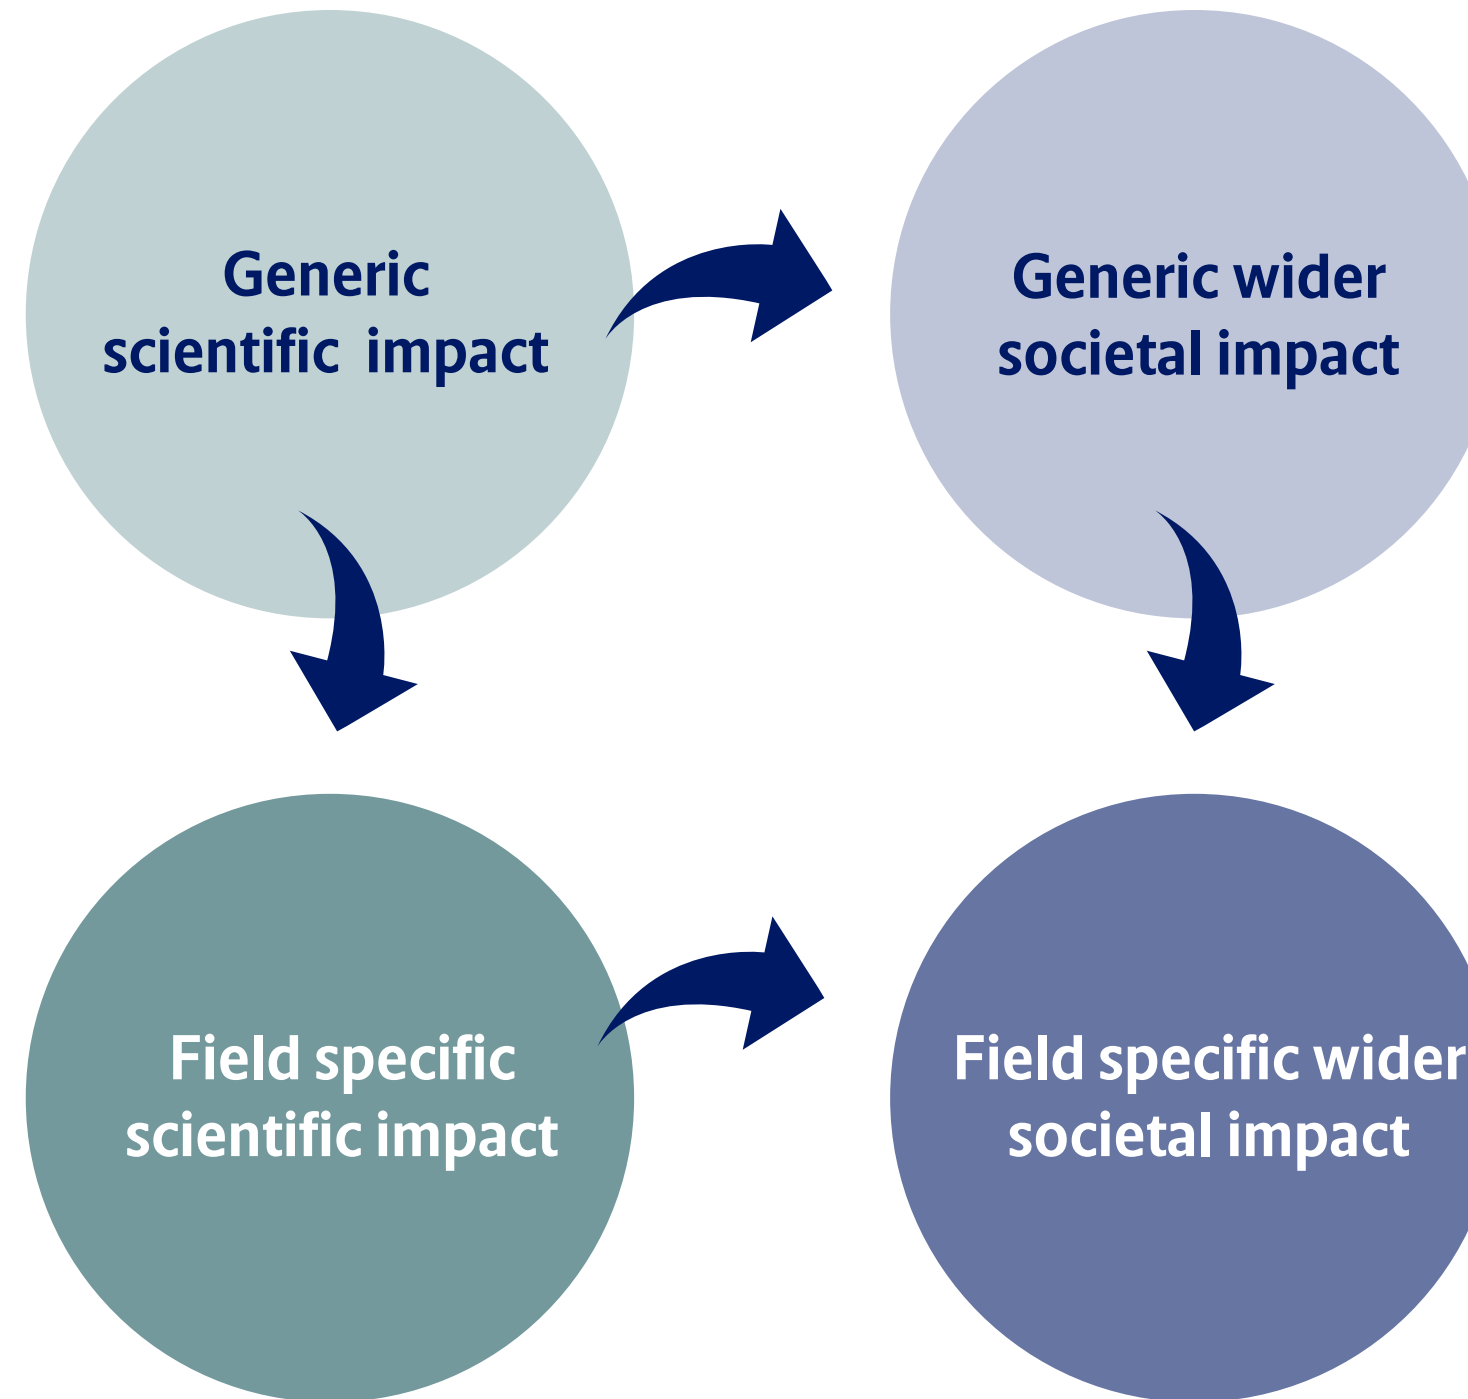 Generic
scientific impact
Generic wider
societal impact
Field specific
scientific impact
Field specific wider
societal impact